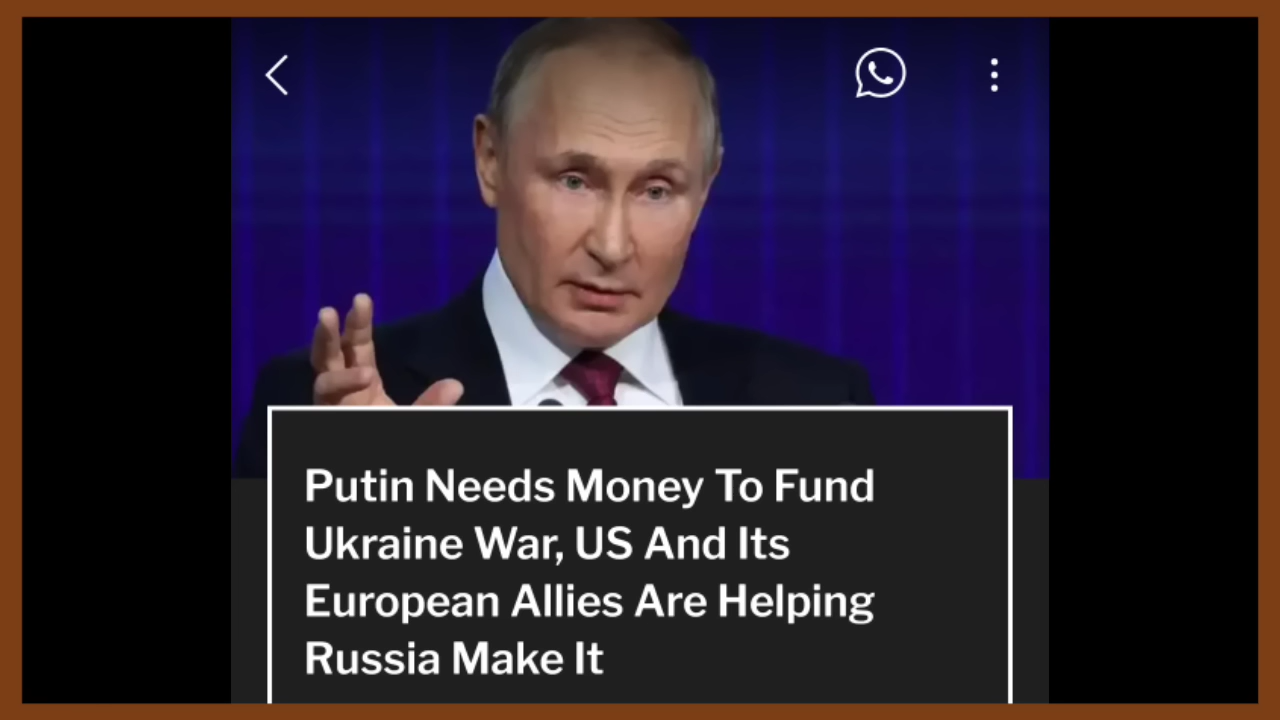 Putin Needs Money To Fund
Ukraine War, US And Its
European Allies Are Helping
Russia Make It